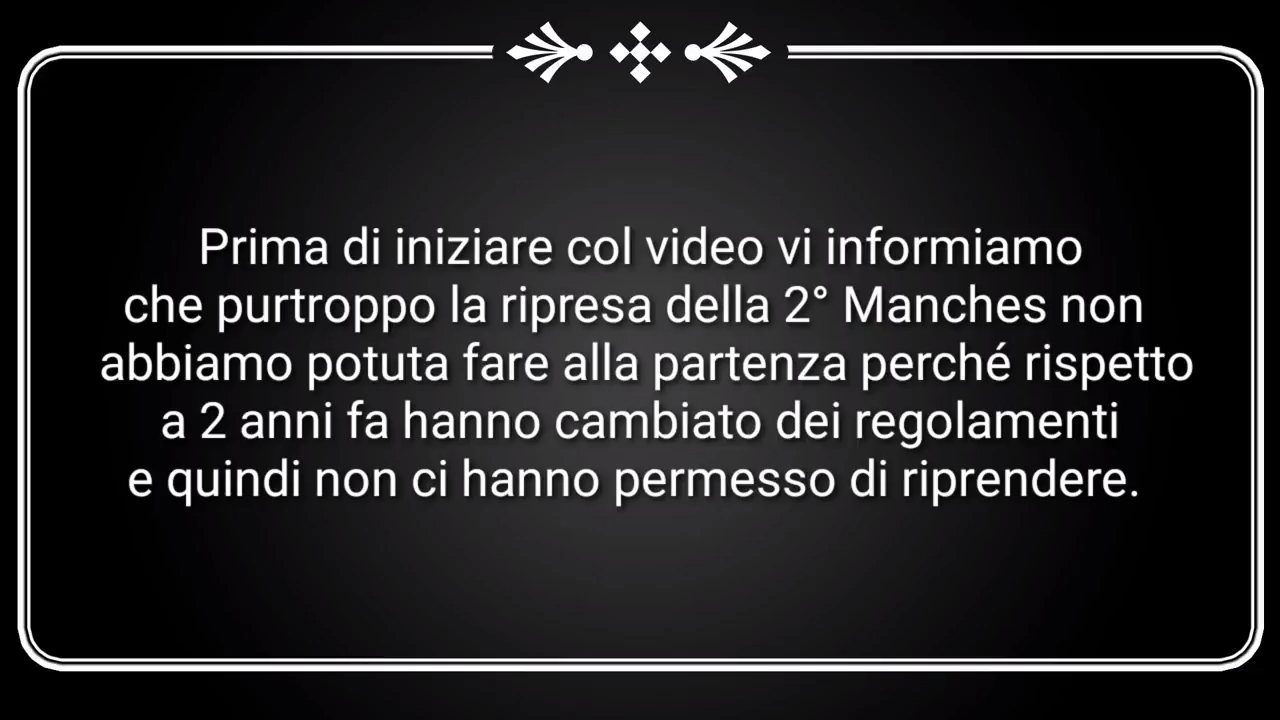 Prima di iniziare col video vi informiamo
che purtroppo la ripresa della 2° Manches non
abbiamo potuta fare alla partenza perché rispetto
a 2 anni fa hanno cambiato dei regolamenti
e quindi non ci hanno permesso di riprendere.